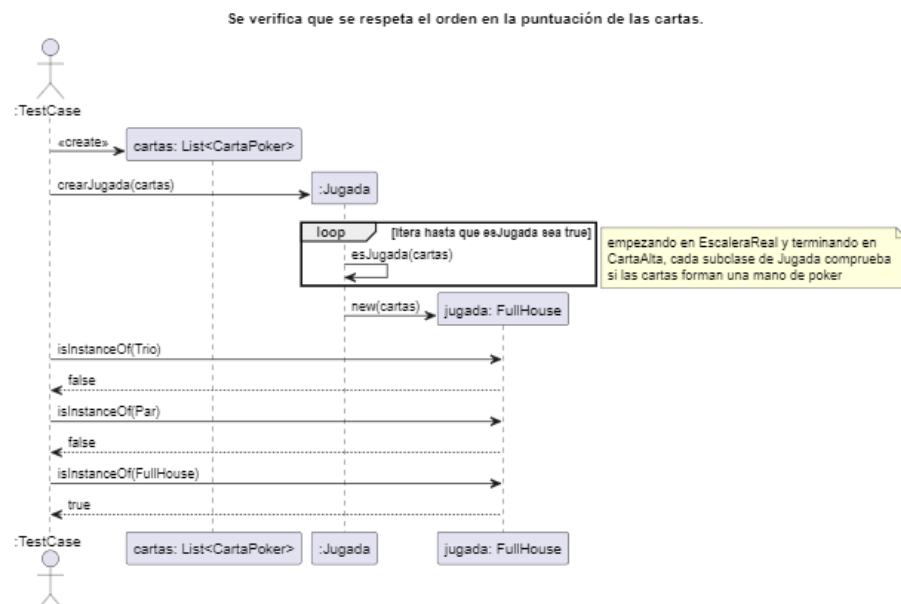 Se verifica que se respeta el orden en la puntuación de las cartas.
:TestCase
«create»
cartas: List<CartaPoker>
crearJugada(cartas)
:Jugada
loop
[Itera hasta que esJugada sea true]
esJugada(cartas)
empezando en EscaleraReal y terminando en
CartaAlta, cada subclase de Jugada comprueba
si las cartas forman una mano de poker
new(cartas)
jugada: FullHouse
isInstanceOf(Trio)
false
isInstanceOf(Par)
false
isInstanceOf(FullHouse)
true
:TestCase
cartas: List<CartaPoker>
:Jugada
jugada: FullHouse